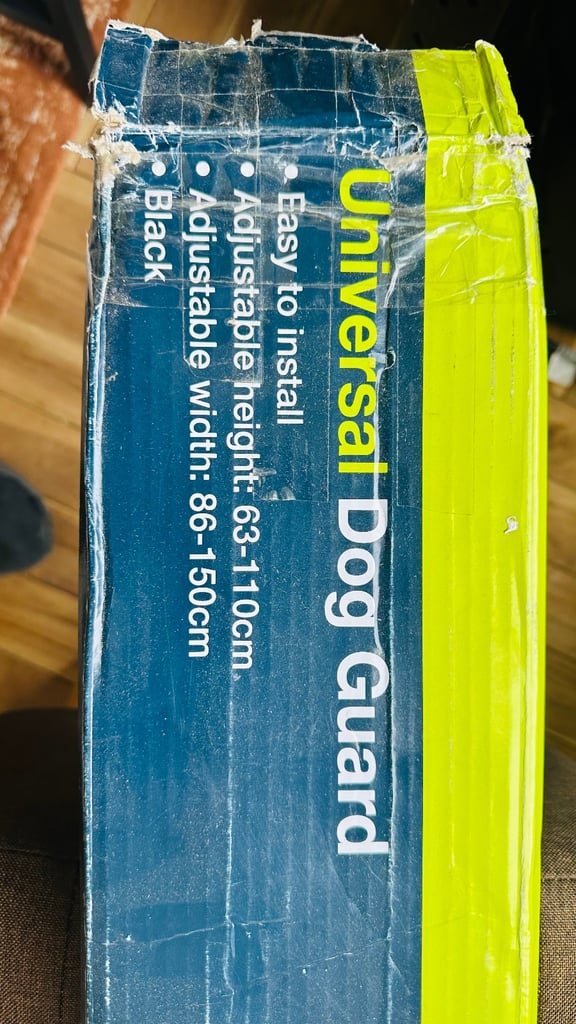 Universal Dog Guard
• Easy to install
• Adjustable height: 63-110cm
• Adjustable width: 86-150cm
• Black